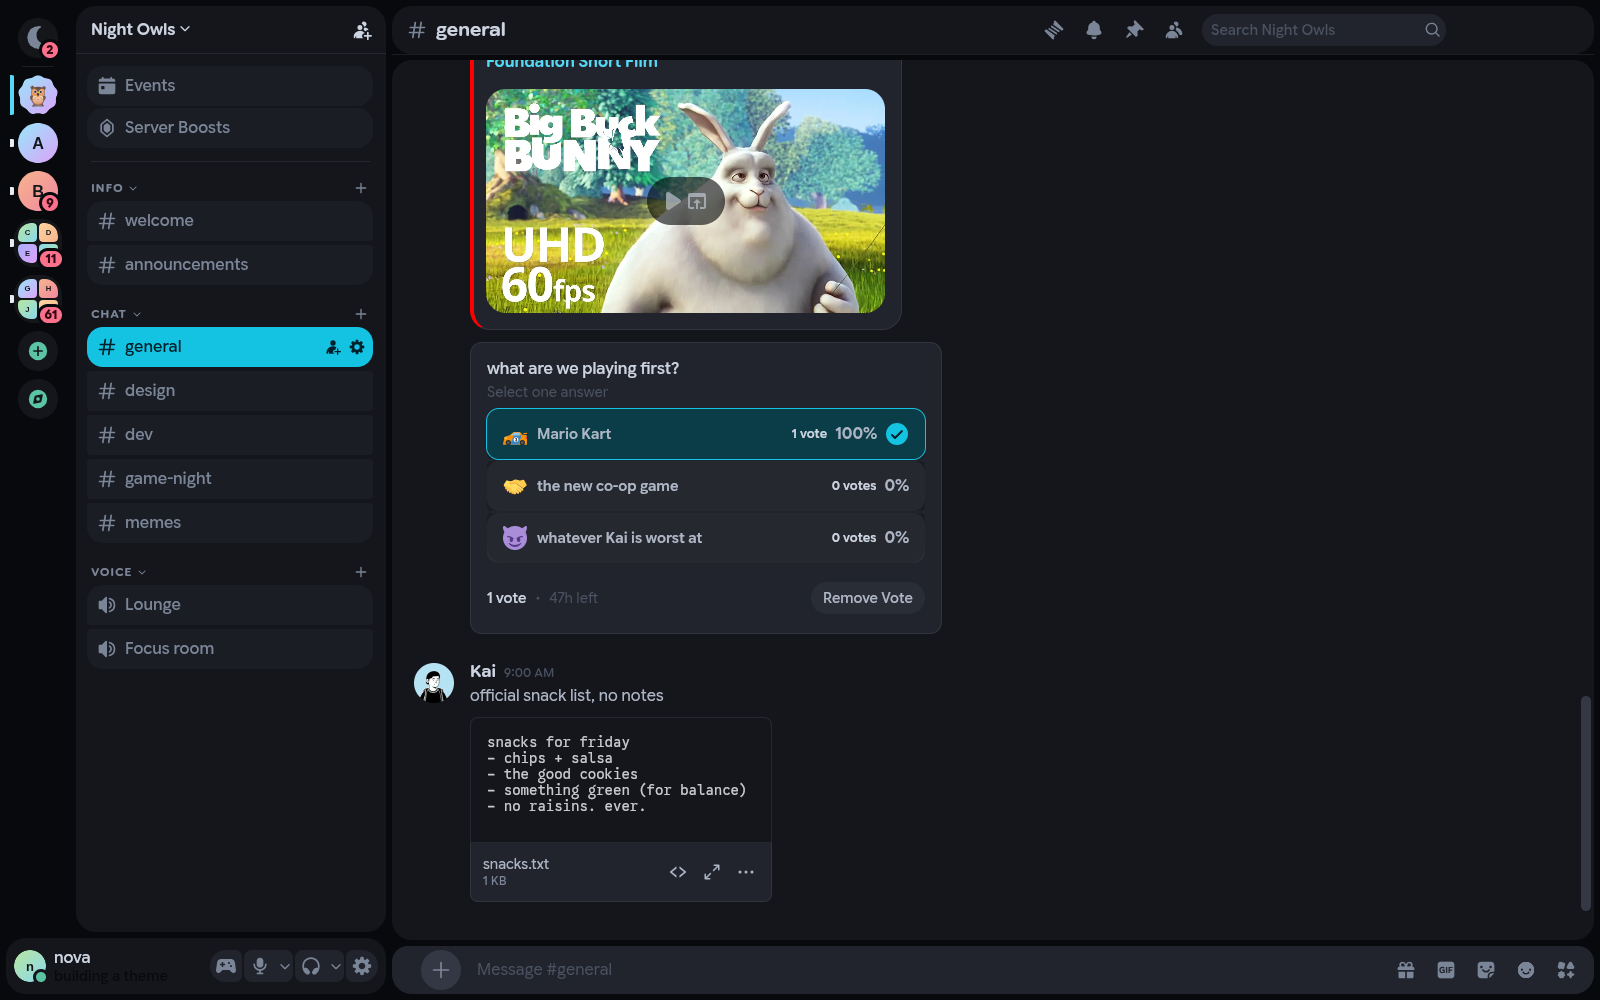 2
A
B
9
C D
E
11
G H
J
61
Night Owls
Events
Server Boosts
INFO
welcome
announcements
CHAT
general
design
dev
game-night
memes
VOICE
Lounge
Focus room
n
nova
building a theme
general
Search Night Owls
Foundation Short Film
Big Buck
BUNNY
UHD
60fps
what are we playing first?
Select one answer
Mario Kart 1 vote 100%
the new co-op game 0 votes 0%
whatever Kai is worst at 0 votes 0%
1 vote • 47h left Remove Vote
Kai 9:00 AM
official snack list, no notes
snacks for friday
- chips + salsa
- the good cookies
- something green (for balance)
- no raisins. ever.
snacks.txt
1 KB
Message #general
GIF